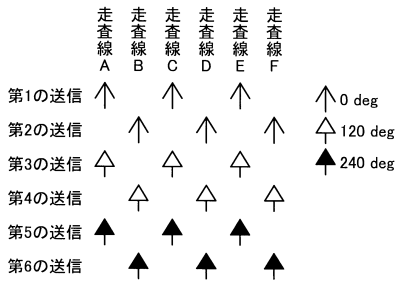 走査線A 走査線B 走査線C 走査線D 走査線E 走査線F
第1の送信
第2の送信
第3の送信
第4の送信
第5の送信
第6の送信
0 deg
120 deg
240 deg